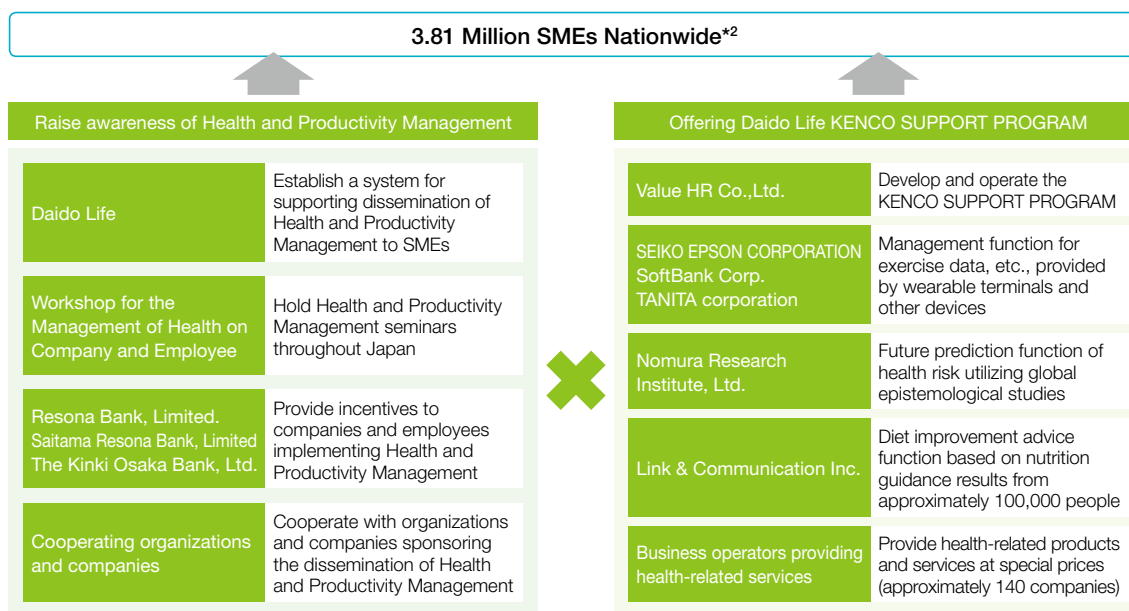 3.81 Million SMEs Nationwide*2
Raise awareness of Health and Productivity Management
Daido Life
Establish a system for
supporting dissemination of
Health and Productivity
Management to SMEs
Workshop for the
Management of Health on
Company and Employee
Hold Health and Productivity
Management seminars
throughout Japan
Resona Bank, Limited.
Saitama Resona Bank, Limited
The Kinki Osaka Bank, Ltd.
Provide incentives to
companies and employees
implementing Health and
Productivity Management
Cooperating organizations
and companies
Cooperate with organizations
and companies sponsoring
the dissemination of Health
and Productivity Management
Offering Daido Life KENCO SUPPORT PROGRAM
Value HR Co.,Ltd.
Develop and operate the
KENCO SUPPORT PROGRAM
SEIKO EPSON CORPORATION
SoftBank Corp.
TANITA corporation
Management function for
exercise data, etc., provided
by wearable terminals and
other devices
Nomura Research
Institute, Ltd.
Future prediction function of
health risk utilizing global
epistemological studies
Link & Communication Inc.
Diet improvement advice
function based on nutrition
guidance results from
approximately 100,000 people
Business operators providing
health-related services
Provide health-related products
and services at special prices
(approximately 140 companies)